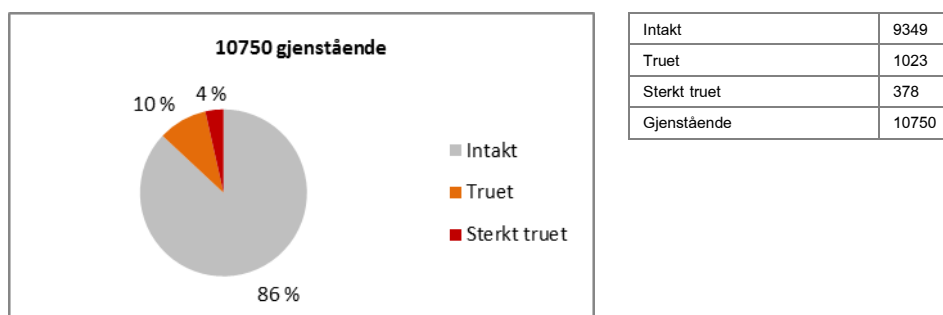 10750 gjenstående
4 %
10 %
86 %
Intakt
Truet
Sterkt truet
Intakt 9349
Truet 1023
Sterkt truet 378
Gjenstående 10750